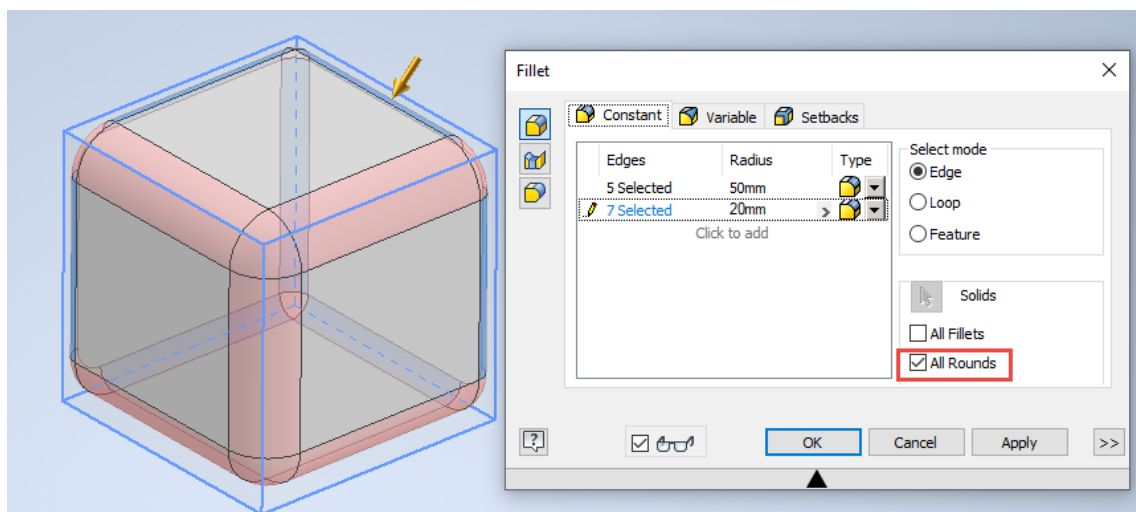 Fillet
Constant Variable Setbacks
Edges Radius Type
5 Selected 50mm
7 Selected 20mm >
Click to add
Select mode
Edge
Loop
Feature
Solids
All Fillets
All Rounds
? OK Cancel Apply >>